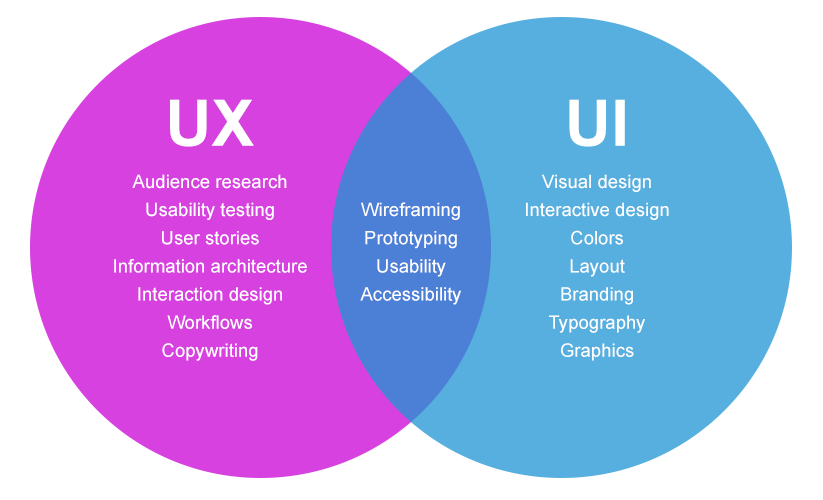 UX
Audience research
Usability testing
User stories
Information architecture
Interaction design
Workflows
Copywriting
Wireframing
Prototyping
Usability
Accessibility
UI
Visual design
Interactive design
Colors
Layout
Branding
Typography
Graphics